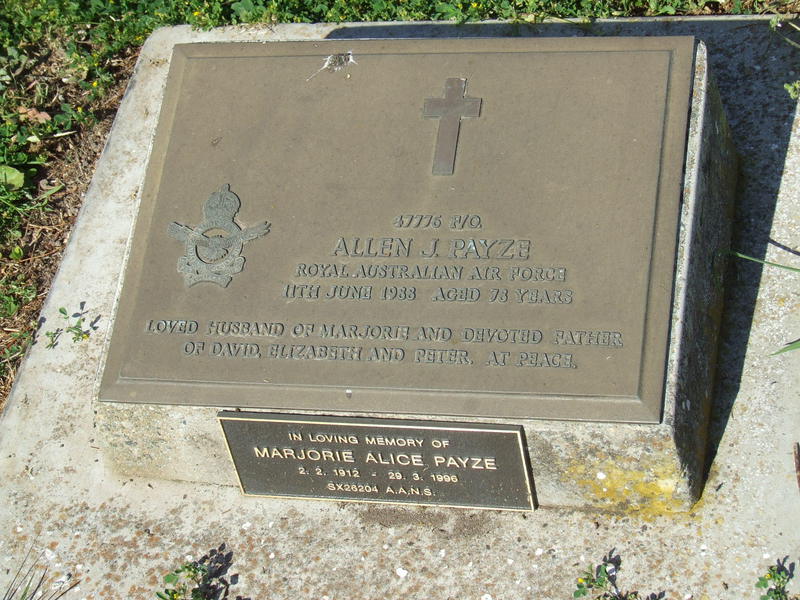 47776 F/O.
ALLEN J. PAYZE
ROYAL AUSTRALIAN AIR FORCE
11TH JUNE 1988 AGED 78 YEARS
LOVED HUSBAND OF MARJORIE AND DEVOTED FATHER
OF DAVID, ELIZABETH AND PETER. AT PEACE.
IN LOVING MEMORY OF
MARJORIE ALICE PAYZE
2. 2. 1912 - 29. 3. 1996
SX26204 A.A.N.S.